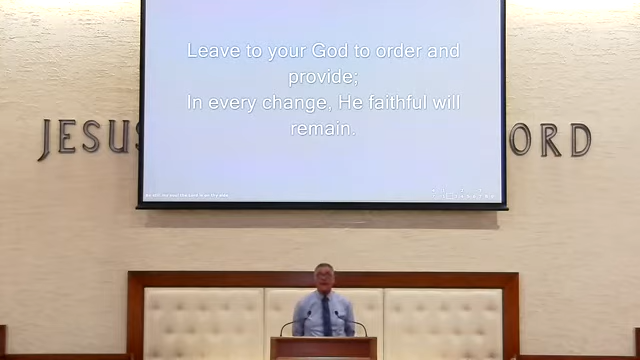 Leave to your God to order and
provide;
In every change, He faithful will
remain.
JESUS
ORD